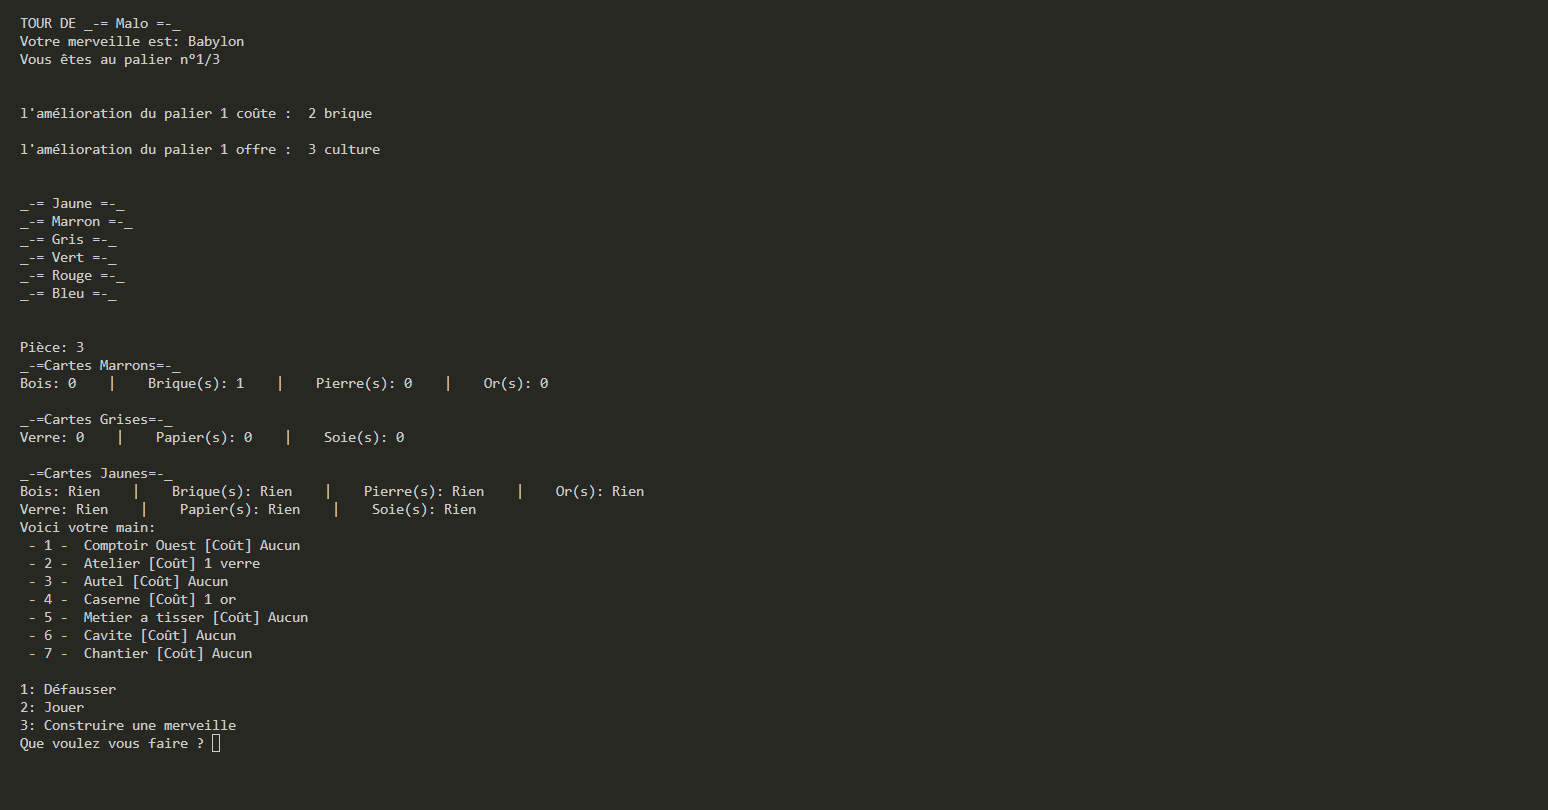 TOUR DE _-= Malo =-_
Votre merveille est: Babylon
Vous êtes au palier n°1/3
l'amélioration du palier 1 coûte :  2 brique
l'amélioration du palier 1 offre :  3 culture
_-= Jaune =-_
_-= Marron =-_
_-= Gris =-_
_-= Vert =-_
_-= Rouge =-_
_-= Bleu =-_
Pièce: 3
_-=Cartes Marrons=-_
Bois: 0    |    Brique(s): 1    |    Pierre(s): 0    |    Or(s): 0
_-=Cartes Grises=-_
Verre: 0    |    Papier(s): 0    |    Soie(s): 0
_-=Cartes Jaunes=-_
Bois: Rien    |    Brique(s): Rien    |    Pierre(s): Rien    |    Or(s): Rien
Verre: Rien    |    Papier(s): Rien    |    Soie(s): Rien
Voici votre main:
 - 1 -  Comptoir Ouest [Coût] Aucun
 - 2 -  Atelier [Coût] 1 verre
 - 3 -  Autel [Coût] Aucun
 - 4 -  Caserne [Coût] 1 or
 - 5 -  Metier a tisser [Coût] Aucun
 - 6 -  Cavite [Coût] Aucun
 - 7 -  Chantier [Coût] Aucun
1: Défausser
2: Jouer
3: Construire une merveille
Que voulez vous faire ?